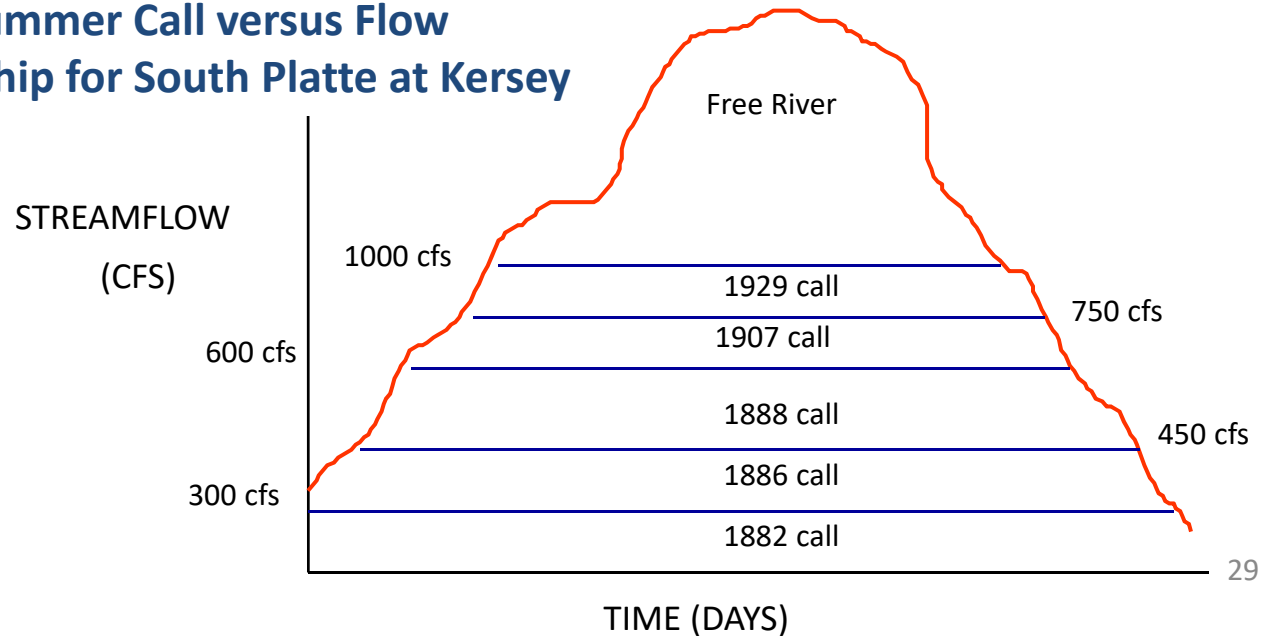 ummer Call versus Flow
hip for South Platte at Kersey
Free River
STREAMFLOW
(CFS)
1000 cfs
1929 call
750 cfs
1907 call
600 cfs
1888 call
450 cfs
1886 call
300 cfs
1882 call
29
TIME (DAYS)